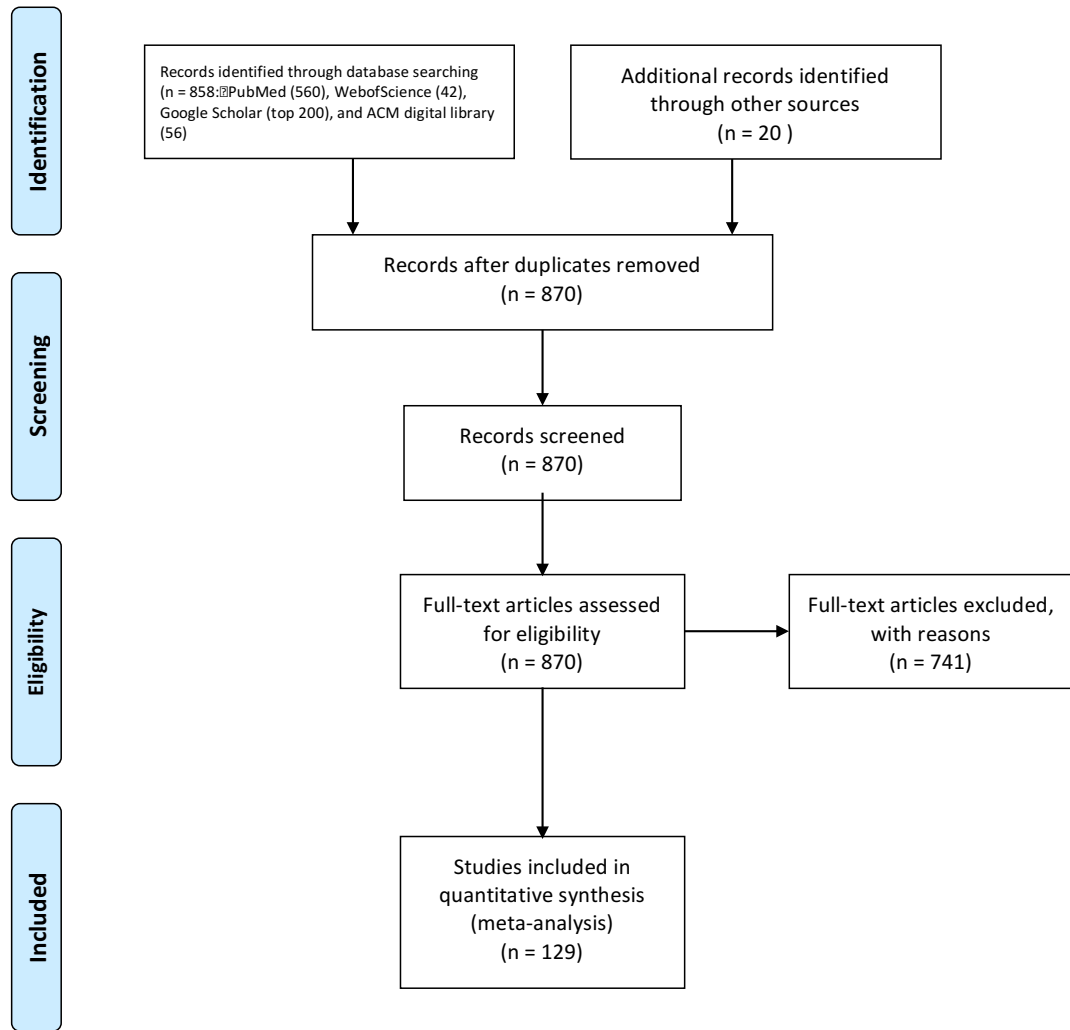 Identification
Records identified through database searching
(n = 858:⍰PubMed (560), WebofScience (42),
Google Scholar (top 200), and ACM digital library
(56)
Additional records identified
through other sources
(n = 20 )
Records after duplicates removed
(n = 870)
Screening
Records screened
(n = 870)
Eligibility
Full-text articles assessed
for eligibility
(n = 870)
Full-text articles excluded,
with reasons
(n = 741)
Included
Studies included in
quantitative synthesis
(meta-analysis)
(n = 129)